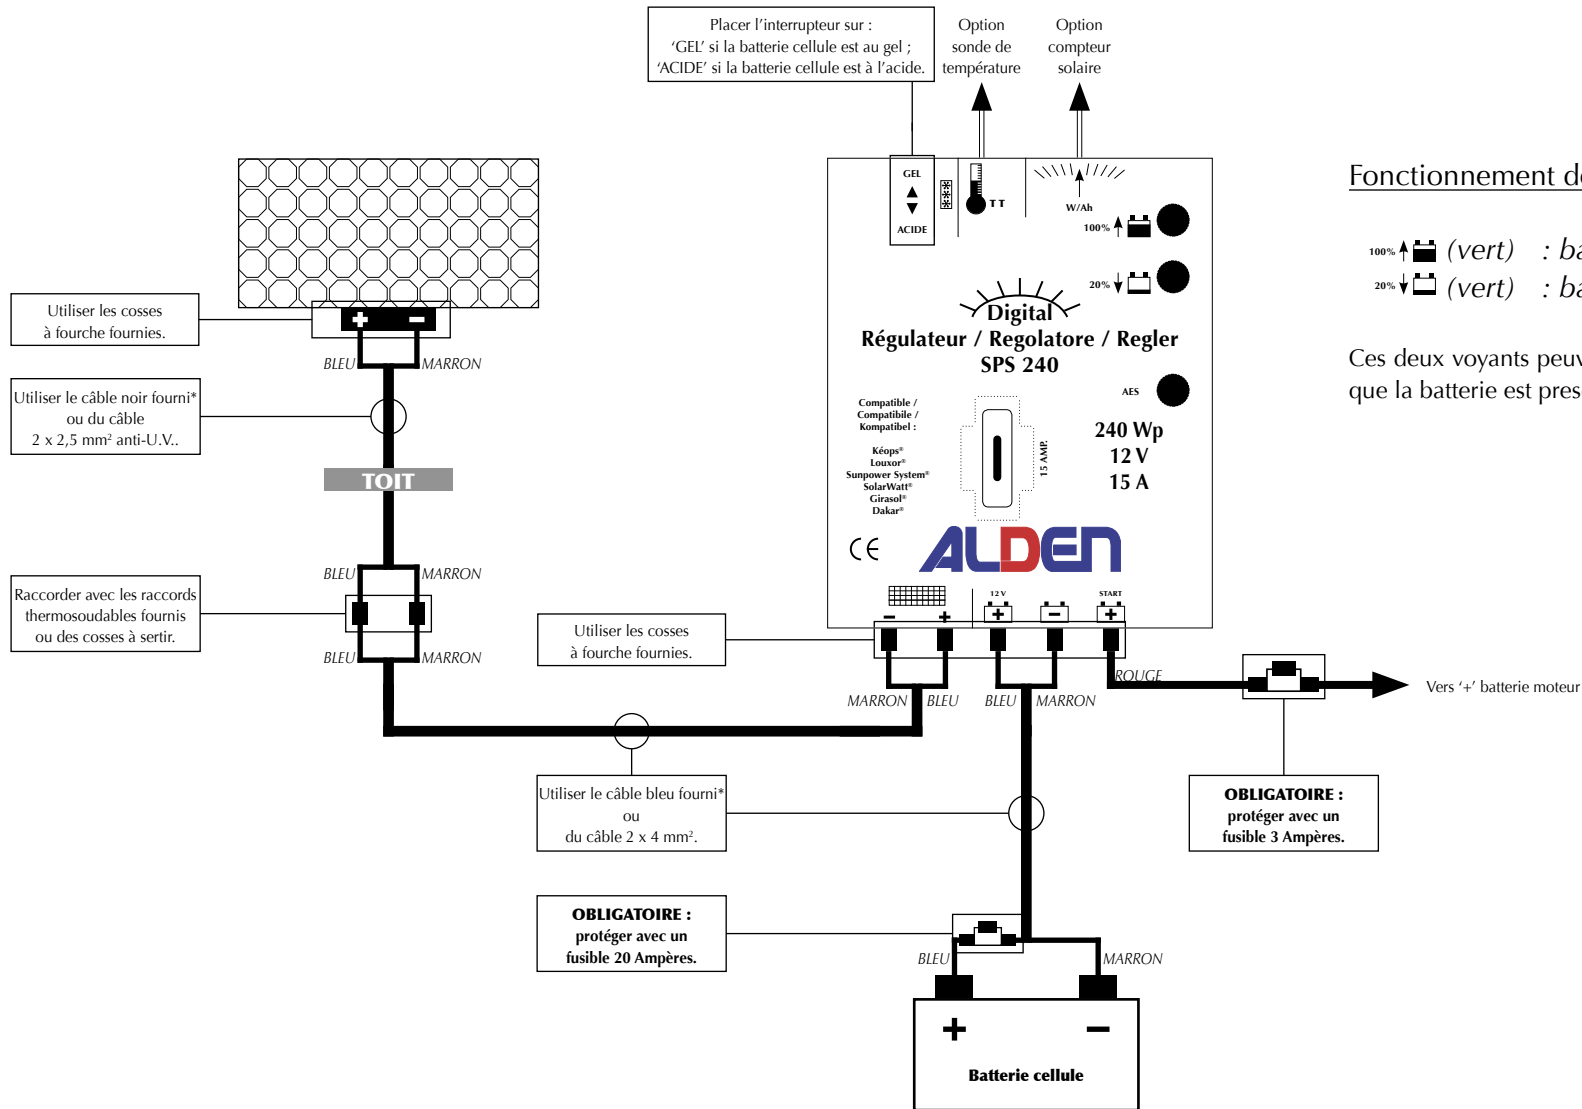 Placer l'interrupteur sur :
'GEL' si la batterie cellule est au gel ;
'ACIDE' si la batterie cellule est à l'acide.
Option
sonde de
température
Option
compteur
solaire
GEL
ACIDE
***
TT
W/Ah
100%
20%
Digital
Régulateur / Regolatore / Regler
SPS 240
AES
Compatible /
Compatibile /
Kompatibel :
Kéops®
Louxor®
Sunpower System®
SolarWatt®
Girasol®
Dakar®
15 AMP.
240 Wp
12 V
15 A
CE
ALDEN
- +
12 V
+
-
START
+
Fonctionnement de
100% (vert) : ba
20% (vert) : ba
Ces deux voyants peuv
que la batterie est pres
Utiliser les cosses
à fourche fournies.
+ -
BLEU MARRON
Utiliser le câble noir fourni*
ou du câble
2 x 2,5 mm² anti-U.V..
TOIT
BLEU MARRON
Raccorder avec les raccords
thermosoudables fournis
ou des cosses à sertir.
BLEU MARRON
Utiliser les cosses
à fourche fournies.
MARRON BLEU BLEU MARRON
ROUGE
Vers '+' batterie moteur
Utiliser le câble bleu fourni*
ou
du câble 2 x 4 mm².
OBLIGATOIRE :
protéger avec un
fusible 3 Ampères.
OBLIGATOIRE :
protéger avec un
fusible 20 Ampères.
BLEU MARRON
+ -
Batterie cellule